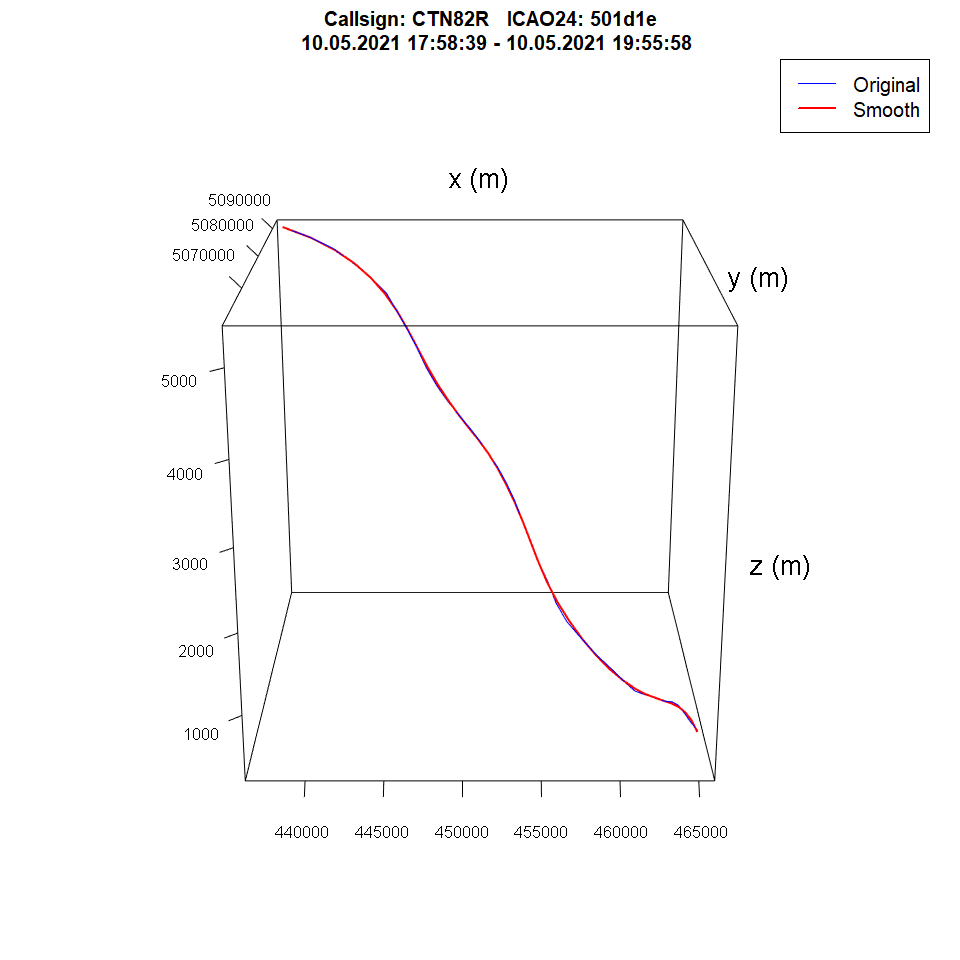 Callsign: CTN82R   ICAO24: 501d1e
10.05.2021 17:58:39 - 10.05.2021 19:55:58
Original
Smooth
x (m)
5090000
5080000
5070000
y (m)
5000
4000
3000
z (m)
2000
1000
440000 445000 450000 455000 460000 465000